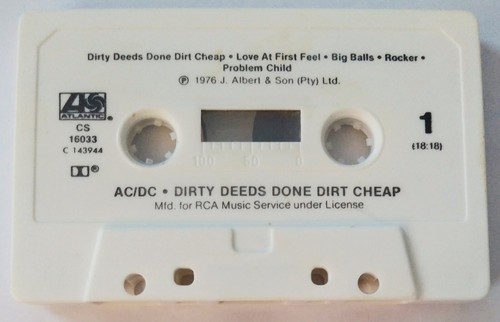 Dirty Deeds Done Dirt Cheap • Love At First Feel • Big Balls • Rocker •
Problem Child
℗ 1976 J. Albert & Son (Pty) Ltd.
ATLANTIC
CS
16033
C 143944
1
(18:18)
100 50 0
AC/DC • DIRTY DEEDS DONE DIRT CHEAP
Mfd. for RCA Music Service under License